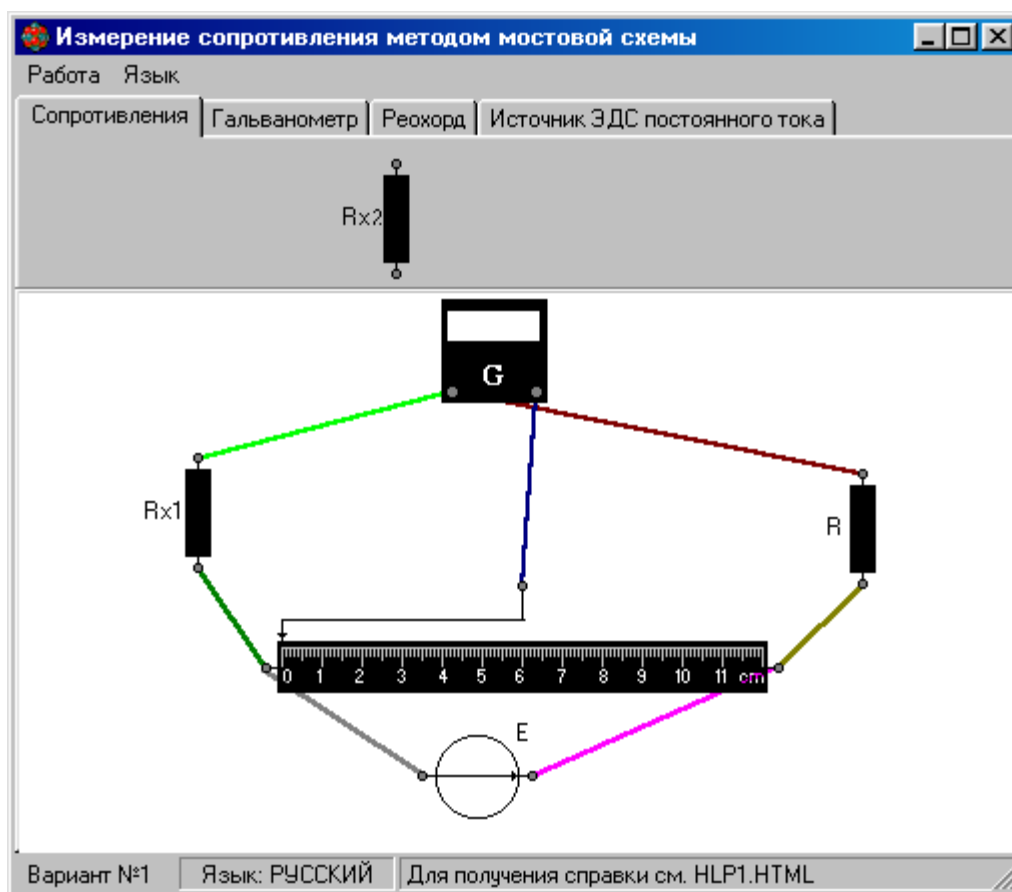 Измерение сопротивления методом мостовой схемы
Работа Язык
Сопротивления Гальванометр Реохорд Источник ЭДС постоянного тока
Rx2
G
Rx1
R
0 1 2 3 4 5 6 7 8 9 10 11 cm
E
Вариант №1 Язык: РУССКИЙ Для получения справки см. HLP1.HTML